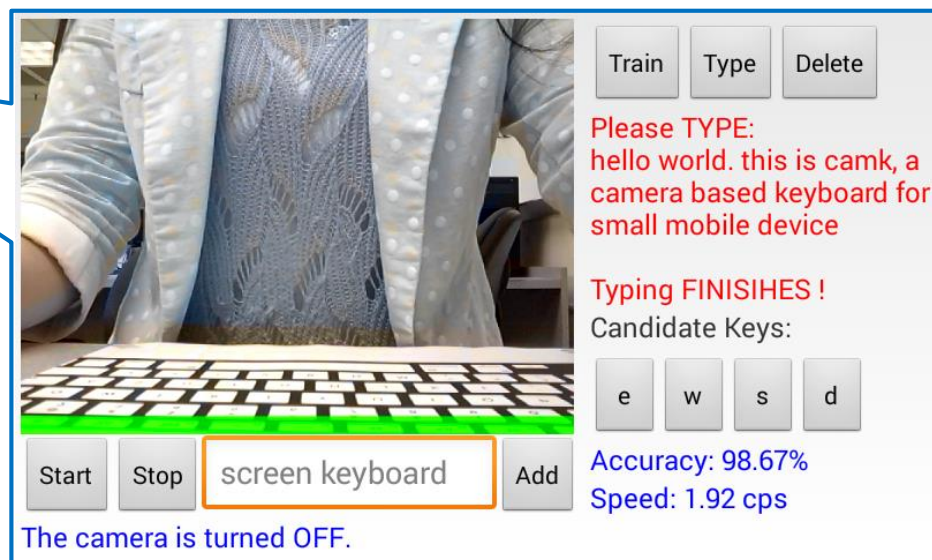 Train Type Delete
Please TYPE:
hello world. this is camk, a
camera based keyboard for
small mobile device
Typing FINISIHES !
Candidate Keys:
e w s d
Accuracy: 98.67%
Speed: 1.92 cps
Start Stop screen keyboard Add
The camera is turned OFF.